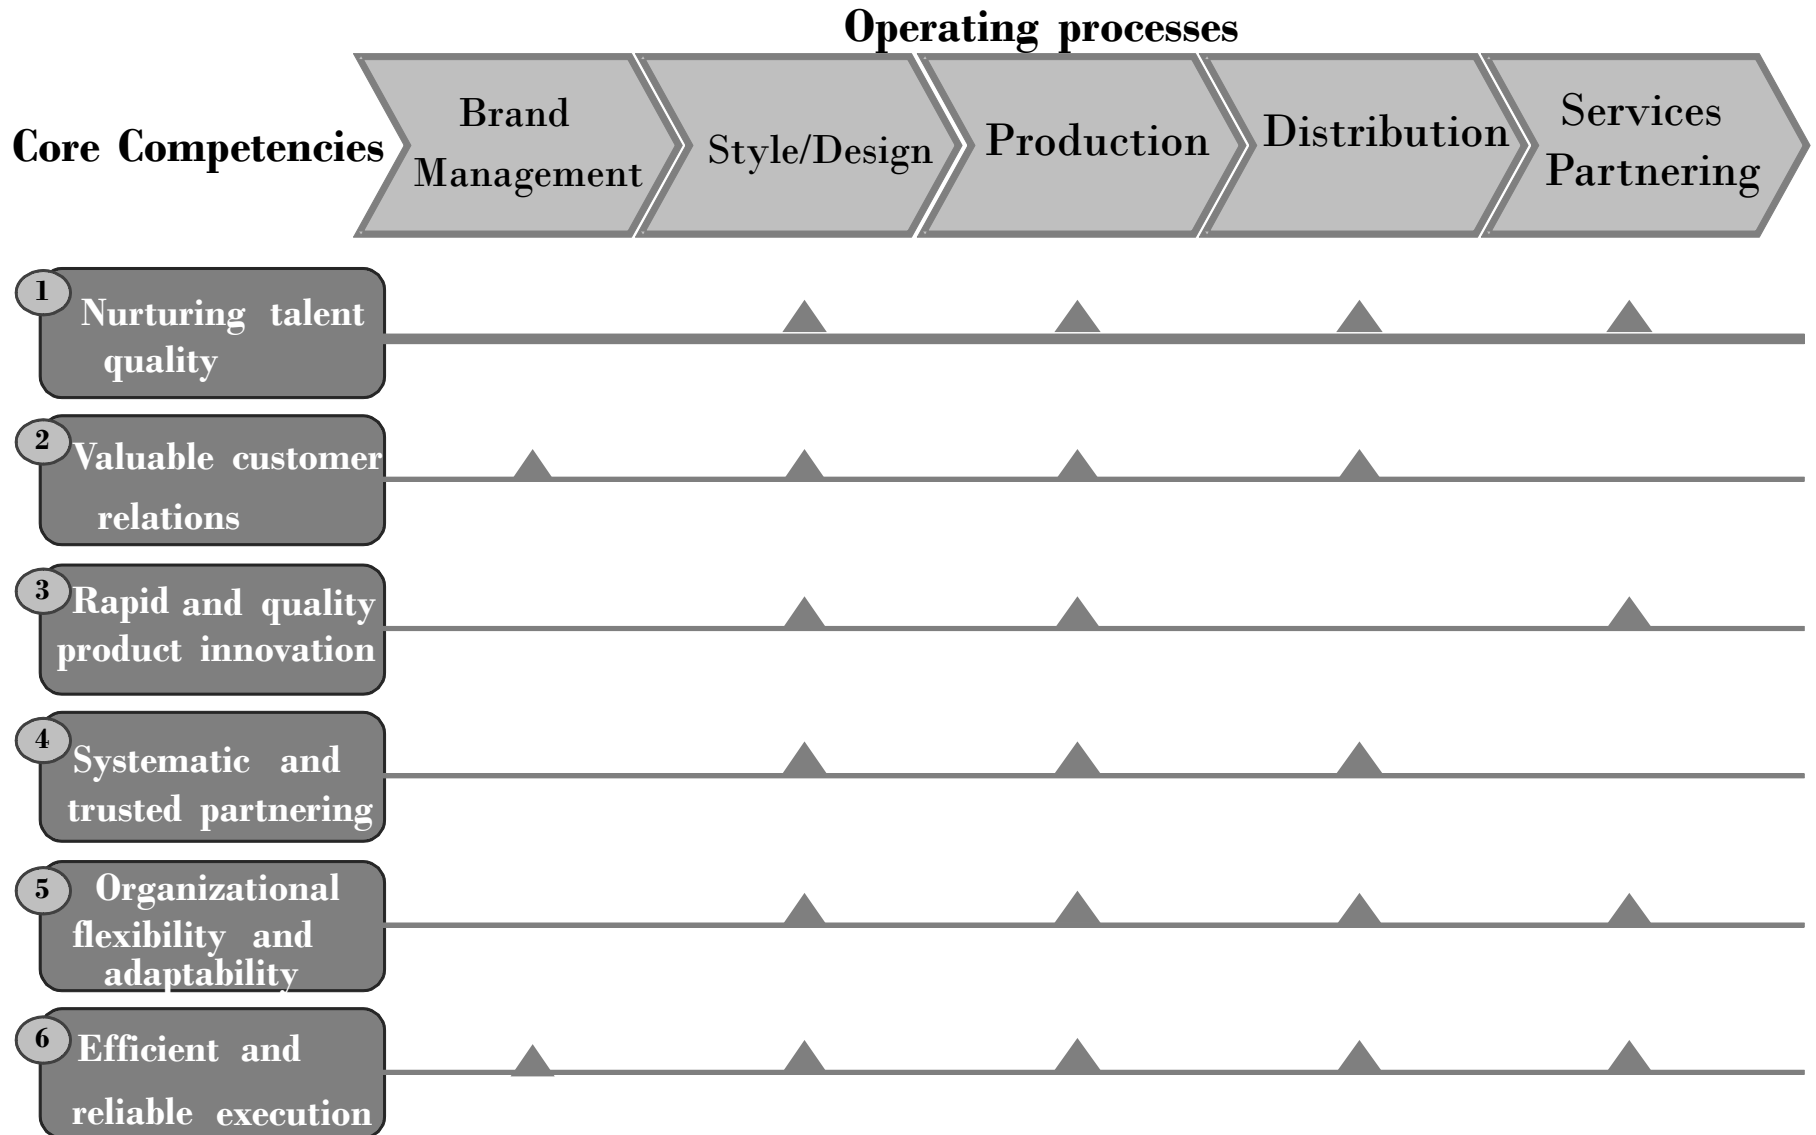 Operating processes
Core Competencies
Brand
Management
Style/Design
Production
Distribution
Services
Partnering
1
Nurturing talent
quality
2
Valuable customer
relations
3
Rapid and quality
product innovation
4
Systematic and
trusted partnering
5
Organizational
flexibility and
adaptability
6
Efficient and
reliable execution